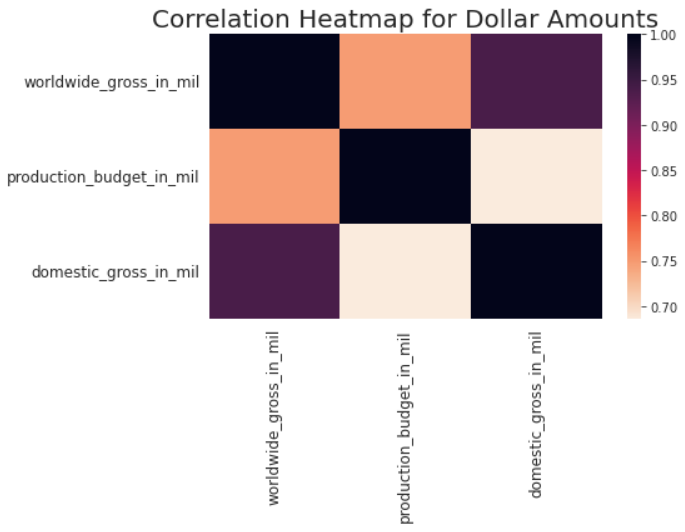 Correlation Heatmap for Dollar Amounts
worldwide_gross_in_mil
production_budget_in_mil
domestic_gross_in_mil
1.00
0.95
0.90
0.85
0.80
0.75
0.70
worldwide_gross_in_mil
production_budget_in_mil
domestic_gross_in_mil